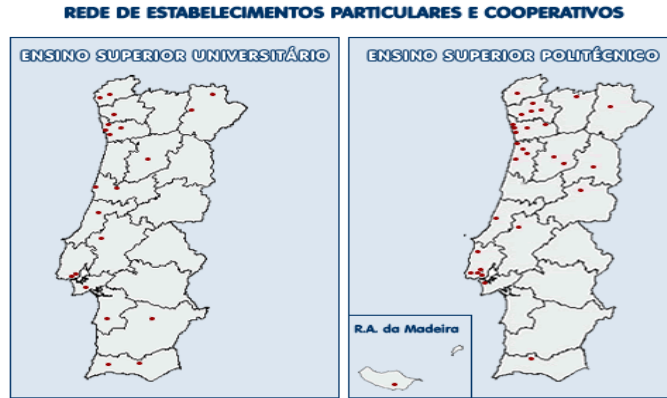 REDE DE ESTABELECIMENTOS PARTICULARES E COOPERATIVOS
ENSINO SUPERIOR UNIVERSITÁRIO
ENSINO SUPERIOR POLITÉCNICO
R.A. da Madeira